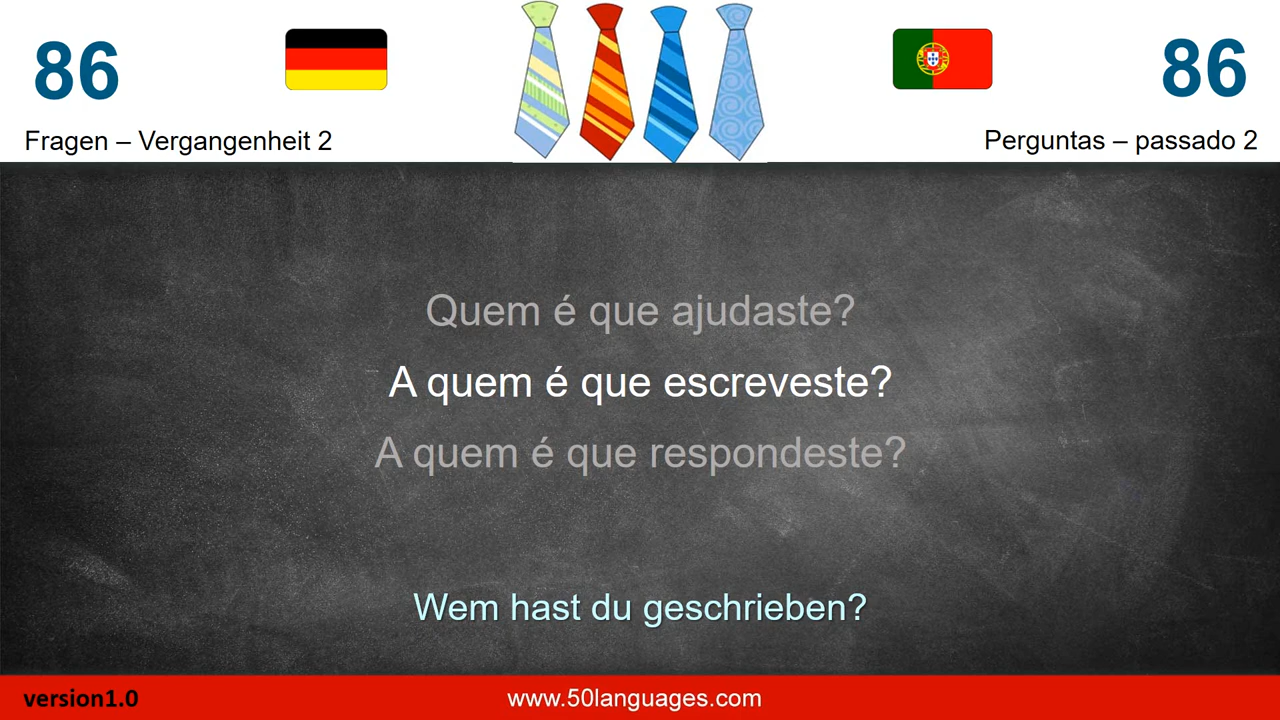 86
86
Fragen – Vergangenheit 2
Perguntas – passado 2
Quem é que ajudaste?
A quem é que escreveste?
A quem é que respondeste?
Wem hast du geschrieben?
version1.0
www.50languages.com